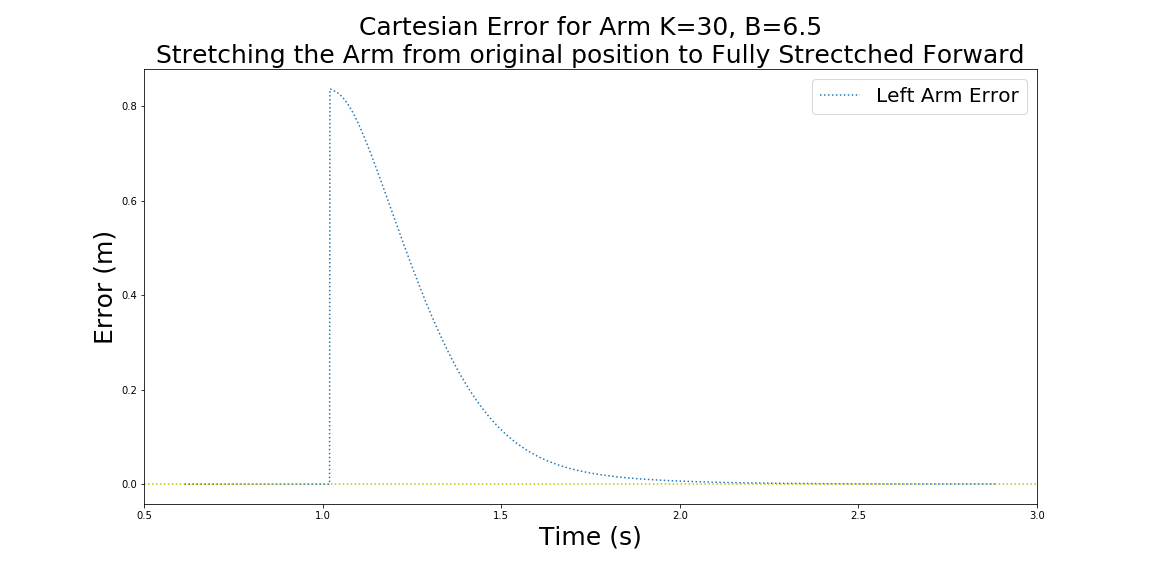 Cartesian Error for Arm K=30, B=6.5
Stretching the Arm from original position to Fully Strectched Forward
Left Arm Error
Error (m)
0.8
0.6
0.4
0.2
0.0
0.5 1.0 1.5 2.0 2.5 3.0
Time (s)